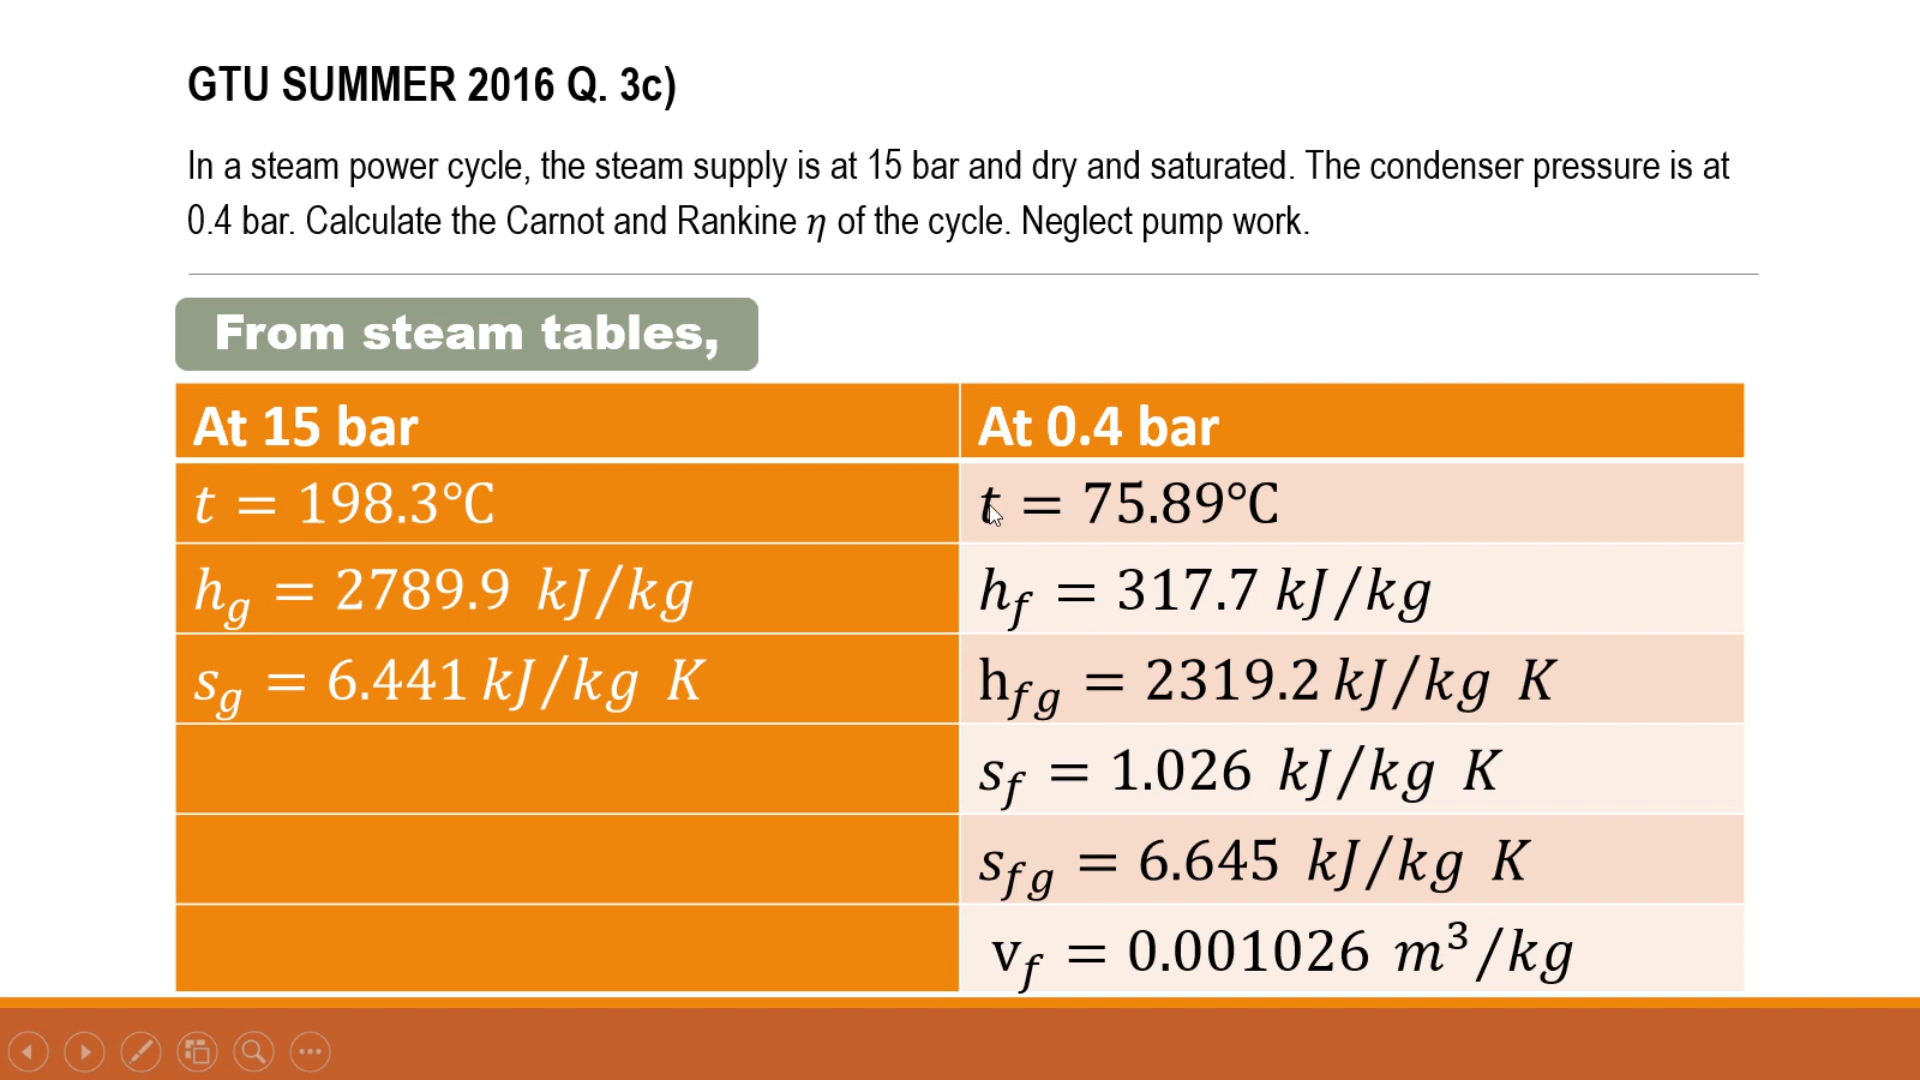 GTU SUMMER 2016 Q. 3c)
In a steam power cycle, the steam supply is at 15 bar and dry and saturated. The condenser pressure is at
0.4 bar. Calculate the Carnot and Rankine η of the cycle. Neglect pump work.
From steam tables,
At 15 bar
At 0.4 bar
t = 198.3°C
t = 75.89°C
h_g = 2789.9 kJ/kg
h_f = 317.7 kJ/kg
s_g = 6.441 kJ/kg K
h_fg = 2319.2 kJ/kg K
s_f = 1.026 kJ/kg K
s_fg = 6.645 kJ/kg K
v_f = 0.001026 m³/kg